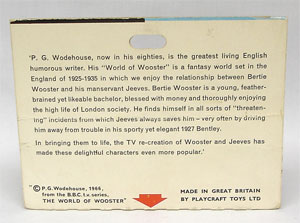 'P. G. Wodehouse, now in his eighties, is the greatest living English
humorous writer. His "World of Wooster" is a fantasy world set in the
England of 1925-1935 in which we enjoy the relationship between Bertie
Wooster and his manservant Jeeves. Bertie Wooster is a young, feather-
brained yet likeable bachelor, blessed with money and thoroughly enjoying
the high life of London society. He finds himself in all sorts of "threaten-
ing" incidents from which Jeeves always saves him – very often by driving
him away from trouble in his sporty yet elegant 1927 Bentley.
In bringing them to life, the TV re-creation of Wooster and Jeeves has
made these delightful characters even more popular.'
© P.G. Wodehouse, 1966,
from the B.B.C. t.v. series,
THE WORLD OF WOOSTER"
MADE IN GREAT BRITAIN
BY PLAYCRAFT TOYS LTD